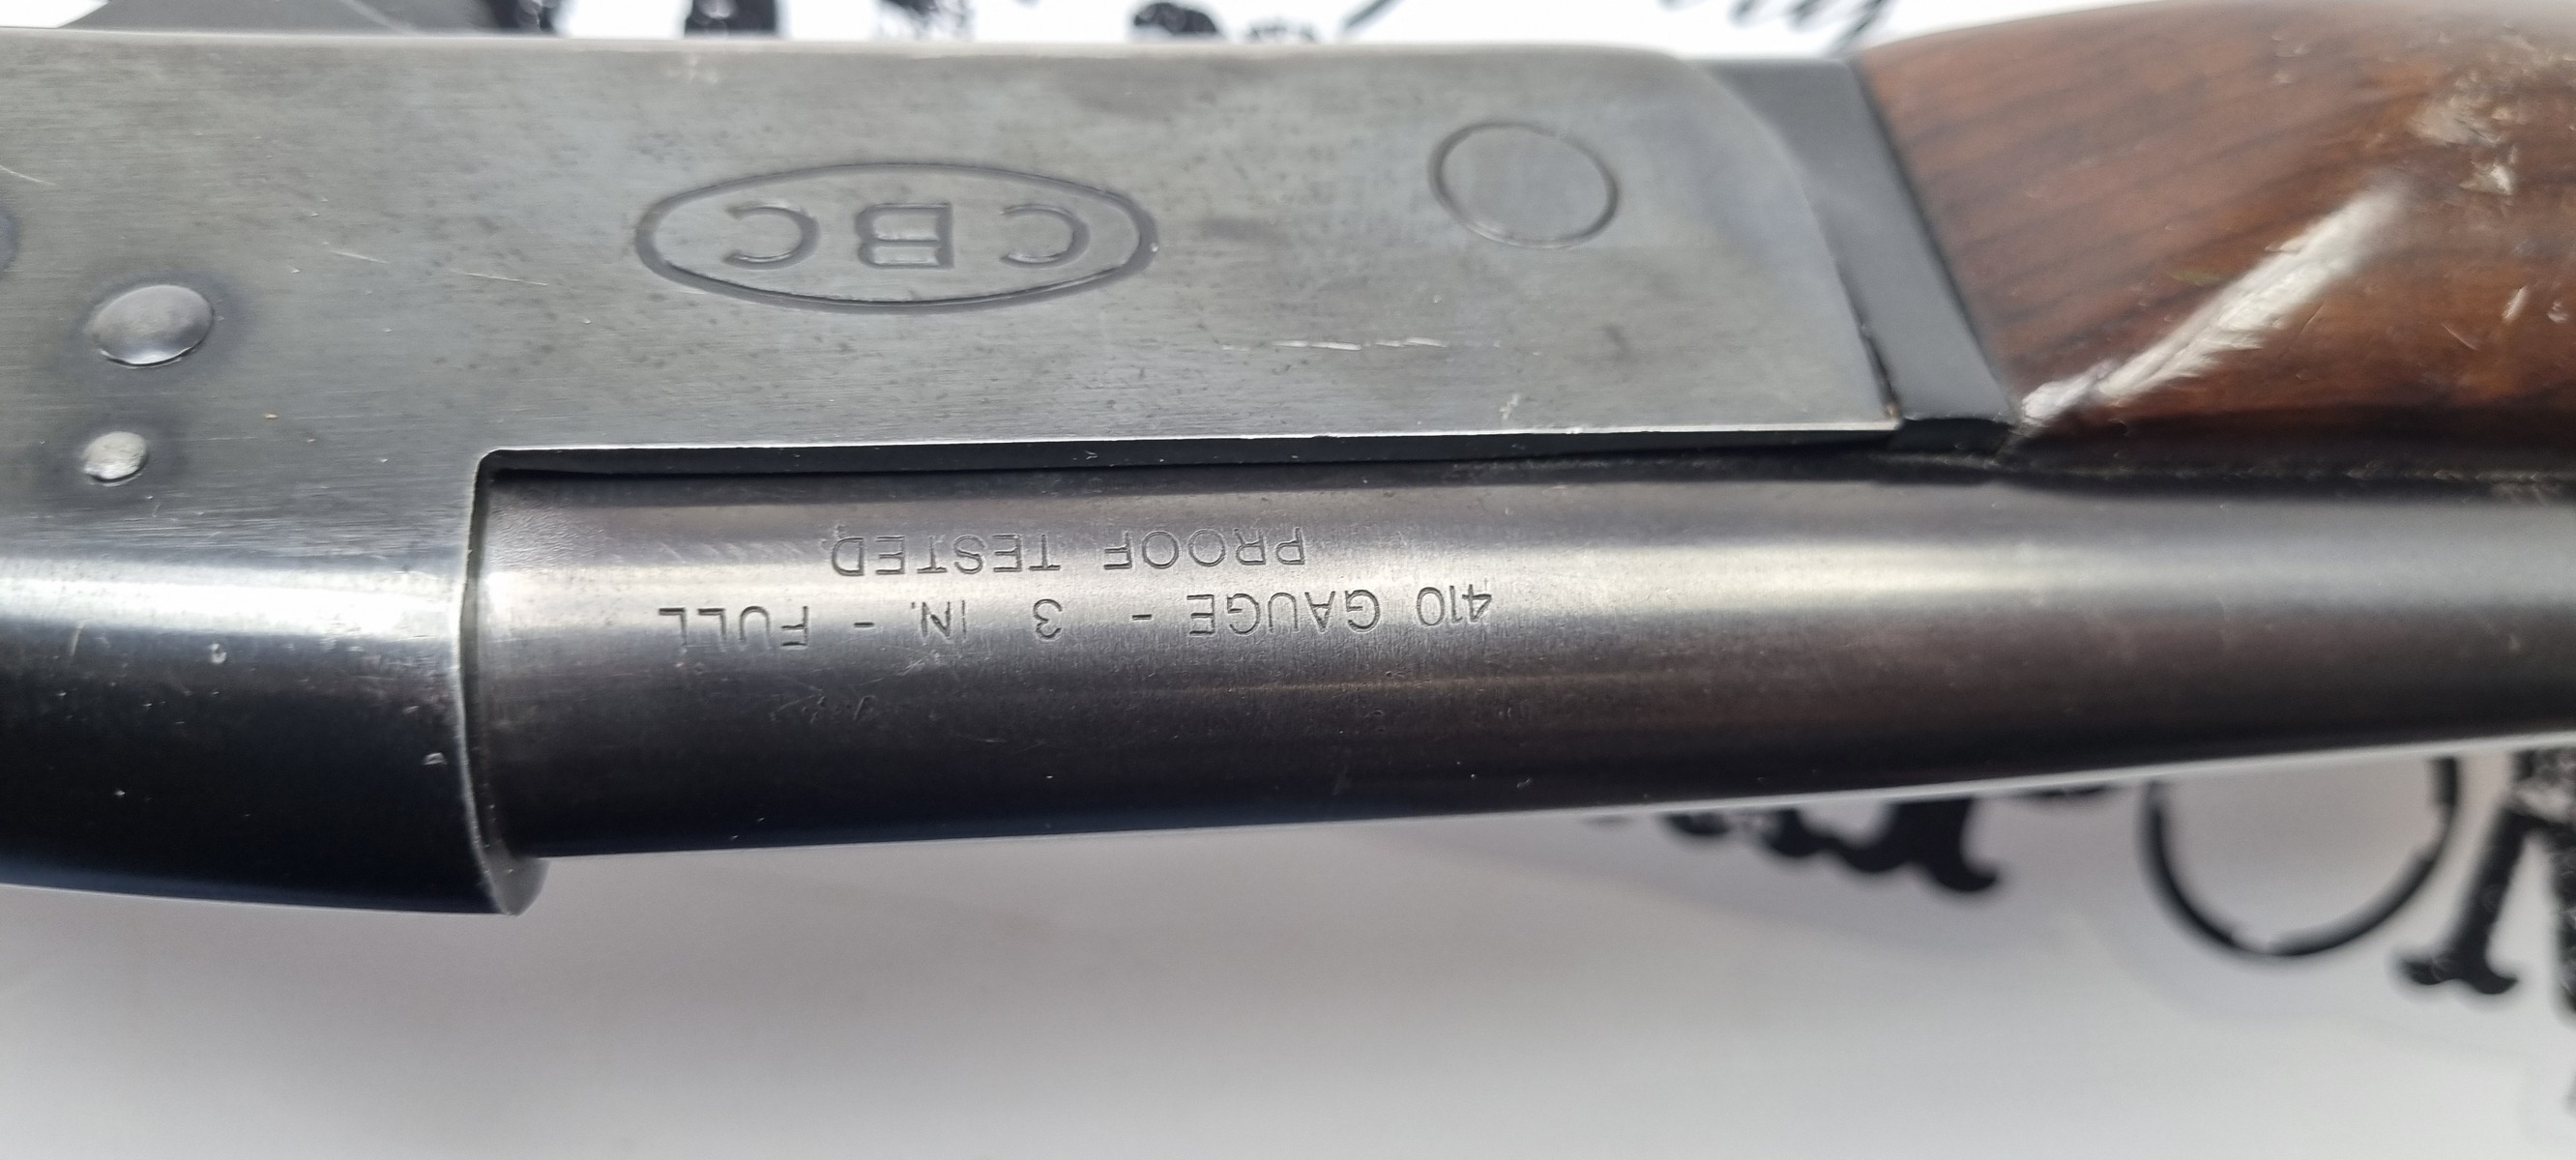 CBC
410 GAUGE - 3 IN. - FULL
PROOF TESTED